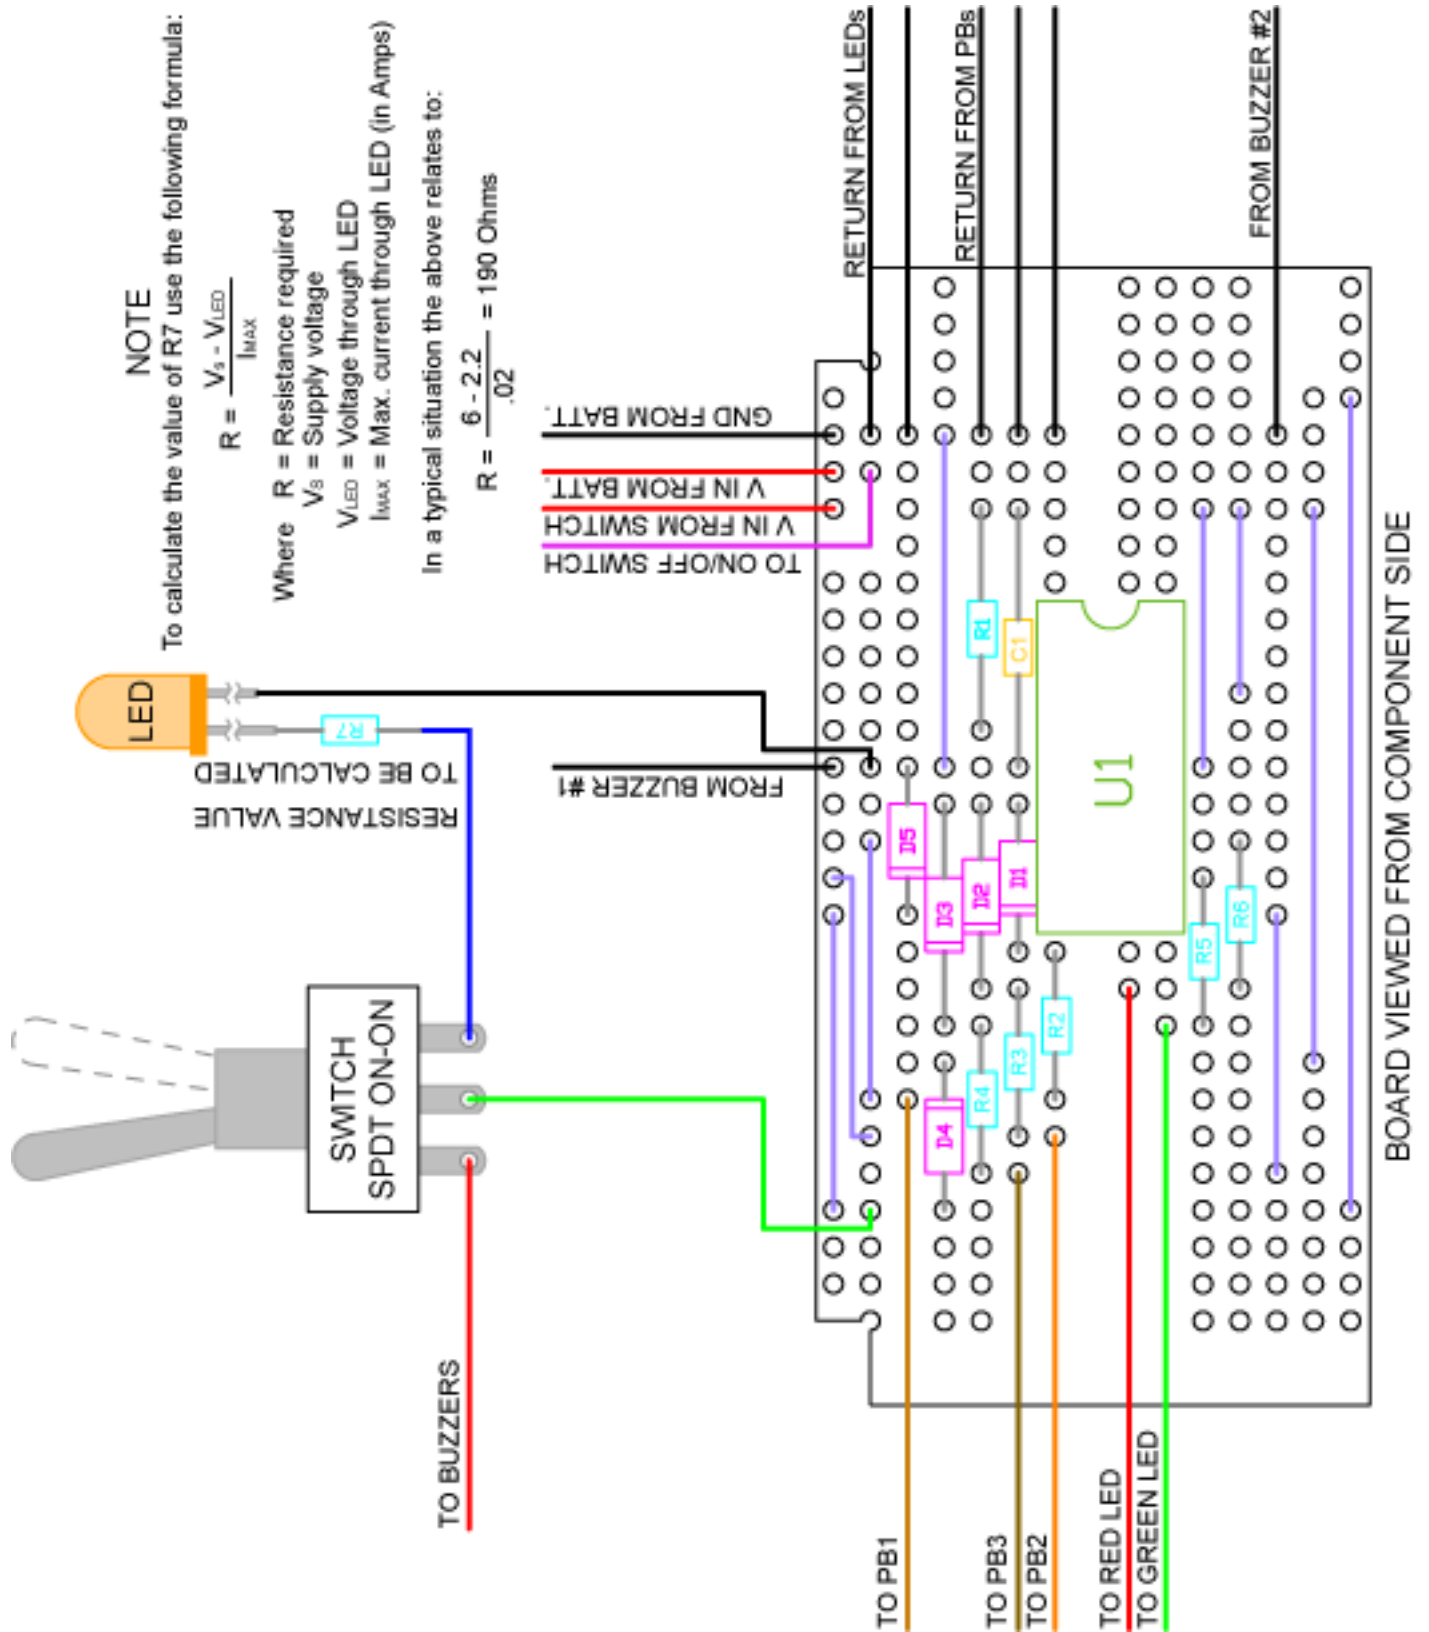 NOTE
To calculate the value of R7 use the following formula:
R = Vs - VLED
IMAX
Where R = Resistance required
Vs = Supply voltage
VLED = Voltage through LED
IMAX = Max. current through LED (in Amps)
In a typical situation the above relates to:
R = 6 - 2.2 = 190 Ohms
.02
LED
R7
RESISTANCE VALUE
TO BE CALCULATED
SWITCH
SPDT ON-ON
TO BUZZERS
GND FROM BATT.
V IN FROM BATT.
V IN FROM SWITCH
TO ON/OFF SWITCH
FROM BUZZER #1
RETURN FROM LEDs
RETURN FROM PBs
FROM BUZZER #2
R1
C1
U1
D5
D3
D2
D1
D4
R4
R3
R2
R5
R6
TO PB1
TO PB3
TO PB2
TO RED LED
TO GREEN LED
BOARD VIEWED FROM COMPONENT SIDE